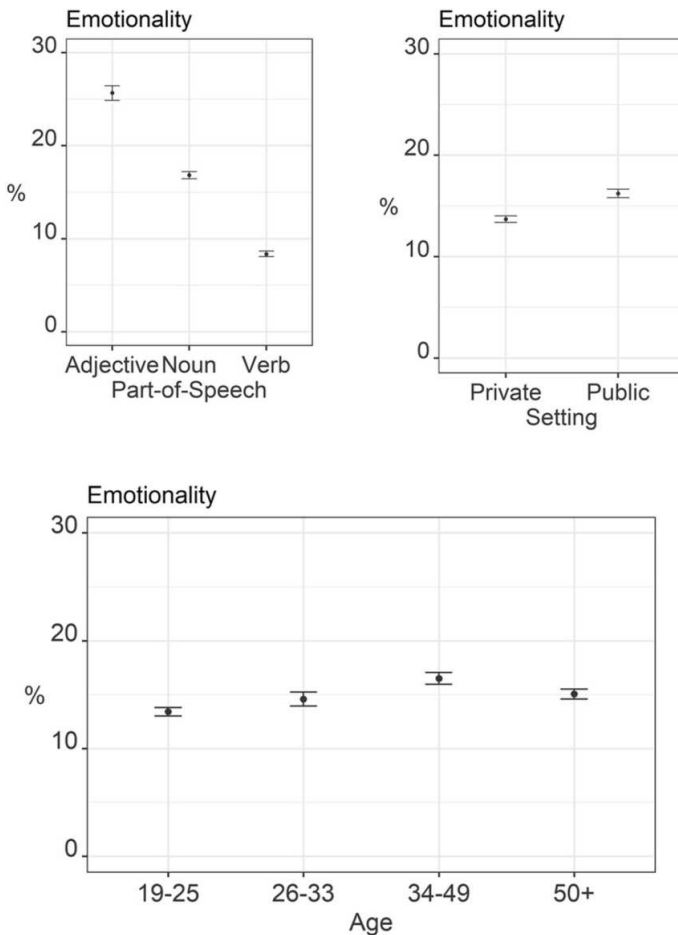 Emotionality
30
20
%
10
0
Adjective Noun Verb
Part-of-Speech
Emotionality
30
20
%
10
0
Private Public
Setting
Emotionality
30
20
%
10
0
19-25 26-33 34-49 50+
Age